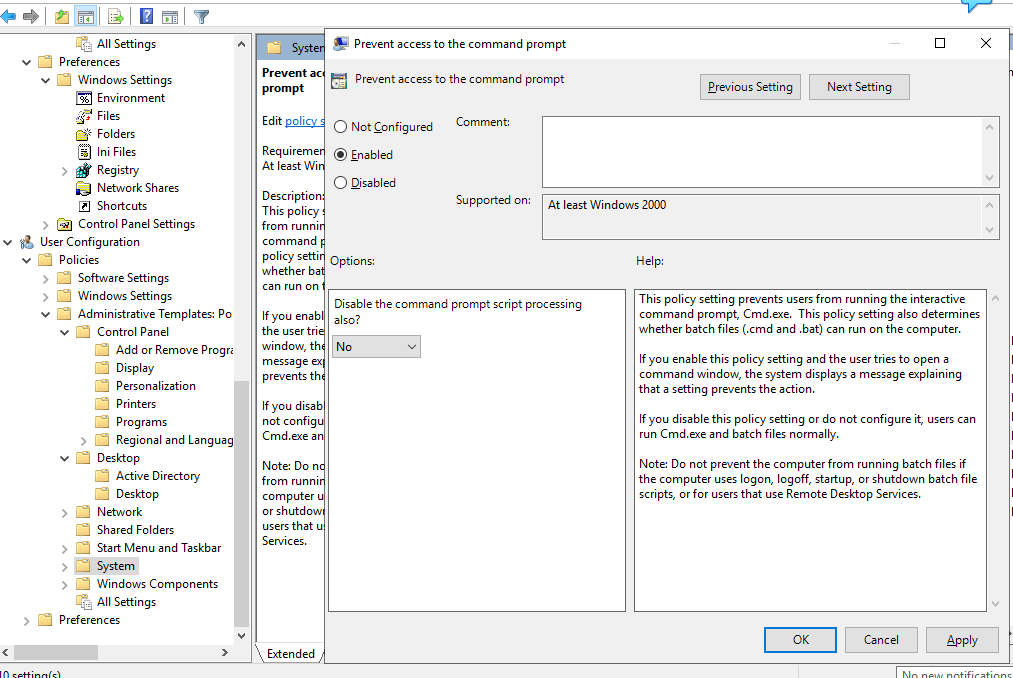 All Settings
Preferences
Windows Settings
Environment
Files
Folders
Ini Files
Registry
Network Shares
Shortcuts
Control Panel Settings
User Configuration
Policies
Software Settings
Windows Settings
Administrative Templates: Po
Control Panel
Add or Remove Progra
Display
Personalization
Printers
Programs
Regional and Languag
Desktop
Active Directory
Desktop
Network
Shared Folders
Start Menu and Taskbar
System
Windows Components
All Settings
Preferences
System
Prevent acc
prompt
Edit policy s
Requiremen
At least Win
Description:
This policy s
from runnin
command p
policy settin
whether bat
can run on t
If you enabl
the user trie
window, the
message exp
prevents the
If you disabl
not configu
Cmd.exe an
Note: Do no
from runnin
computer u
or shutdown
users that us
Services.
Extended
Prevent access to the command prompt
Prevent access to the command prompt
Previous Setting
Next Setting
Not Configured
Enabled
Disabled
Comment:
Supported on:
At least Windows 2000
Options:
Help:
Disable the command prompt script processing
also?
No
This policy setting prevents users from running the interactive
command prompt, Cmd.exe. This policy setting also determines
whether batch files (.cmd and .bat) can run on the computer.
If you enable this policy setting and the user tries to open a
command window, the system displays a message explaining
that a setting prevents the action.
If you disable this policy setting or do not configure it, users can
run Cmd.exe and batch files normally.
Note: Do not prevent the computer from running batch files if
the computer uses logon, logoff, startup, or shutdown batch file
scripts, or for users that use Remote Desktop Services.
OK
Cancel
Apply
0 setting(s)
No new notifications